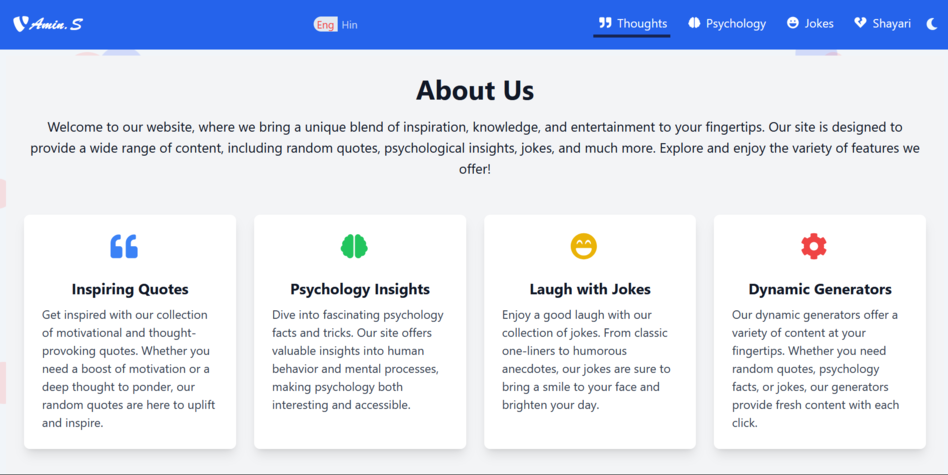 Amin.S
Eng Hin
Thoughts Psychology Jokes Shayari
About Us
Welcome to our website, where we bring a unique blend of inspiration, knowledge, and entertainment to your fingertips. Our site is designed to
provide a wide range of content, including random quotes, psychological insights, jokes, and much more. Explore and enjoy the variety of features we
offer!
Inspiring Quotes
Get inspired with our collection
of motivational and thought-
provoking quotes. Whether you
need a boost of motivation or a
deep thought to ponder, our
random quotes are here to uplift
and inspire.
Psychology Insights
Dive into fascinating psychology
facts and tricks. Our site offers
valuable insights into human
behavior and mental processes,
making psychology both
interesting and accessible.
Laugh with Jokes
Enjoy a good laugh with our
collection of jokes. From classic
one-liners to humorous
anecdotes, our jokes are sure to
bring a smile to your face and
brighten your day.
Dynamic Generators
Our dynamic generators offer a
variety of content at your
fingertips. Whether you need
random quotes, psychology
facts, or jokes, our generators
provide fresh content with each
click.